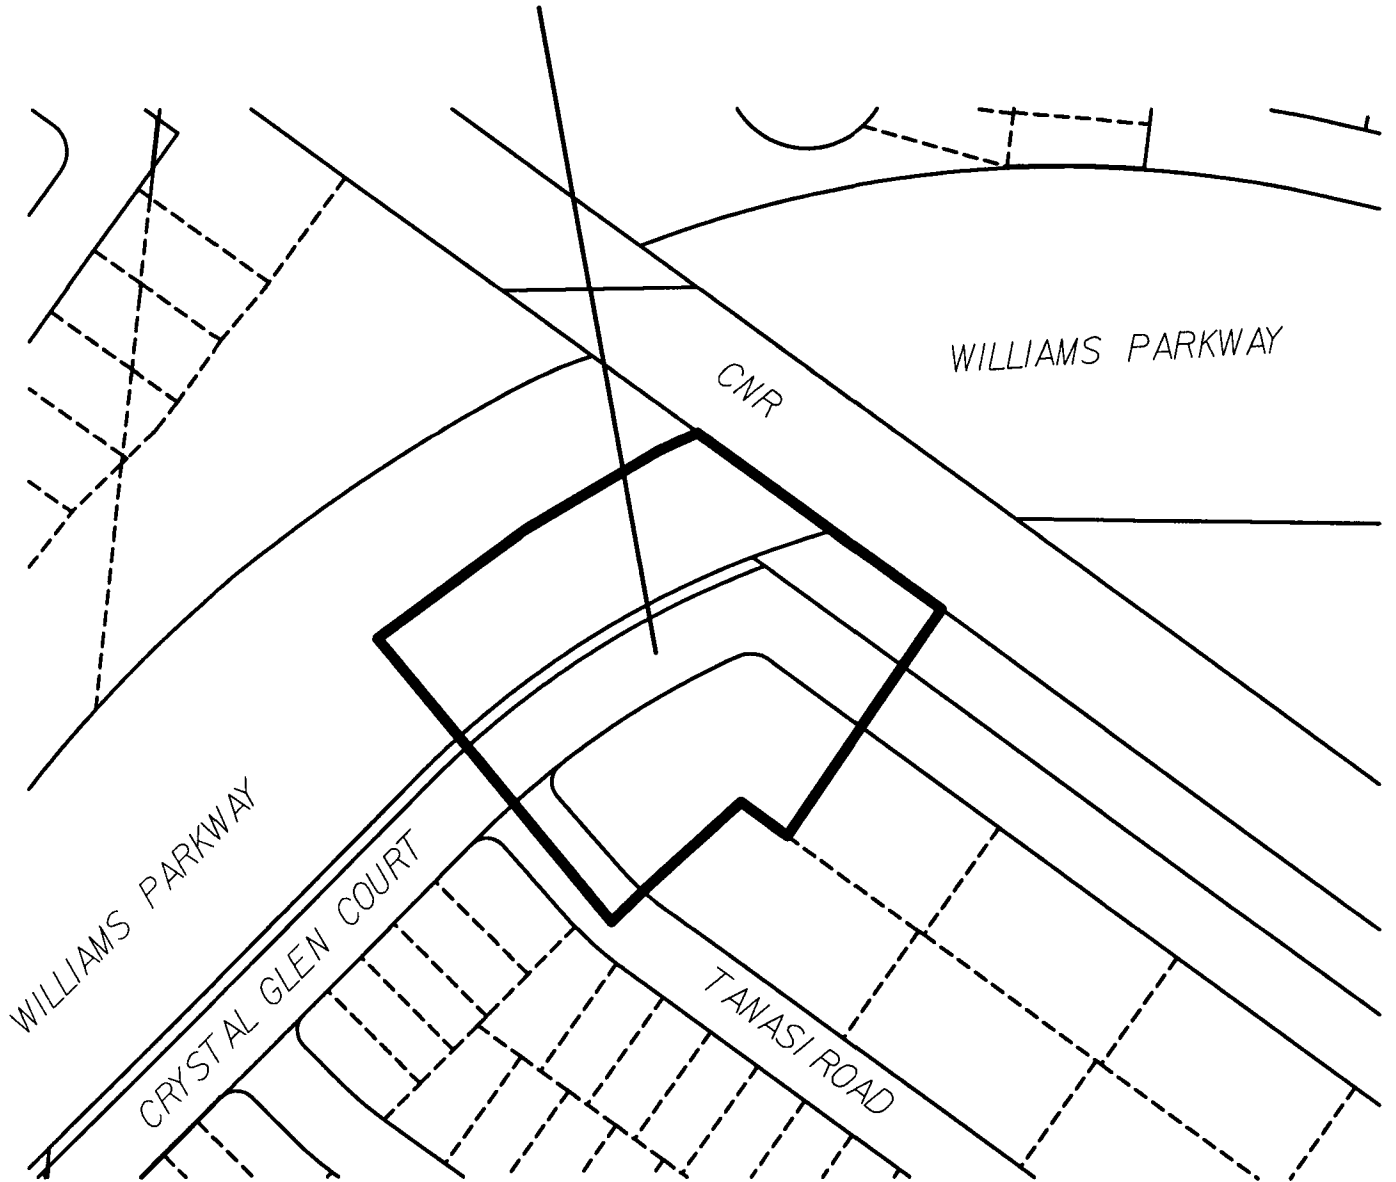 WILLIAMS PARKWAY
CNR
WILLIAMS PARKWAY
CRYSTAL GLEN COURT
TANASI ROAD